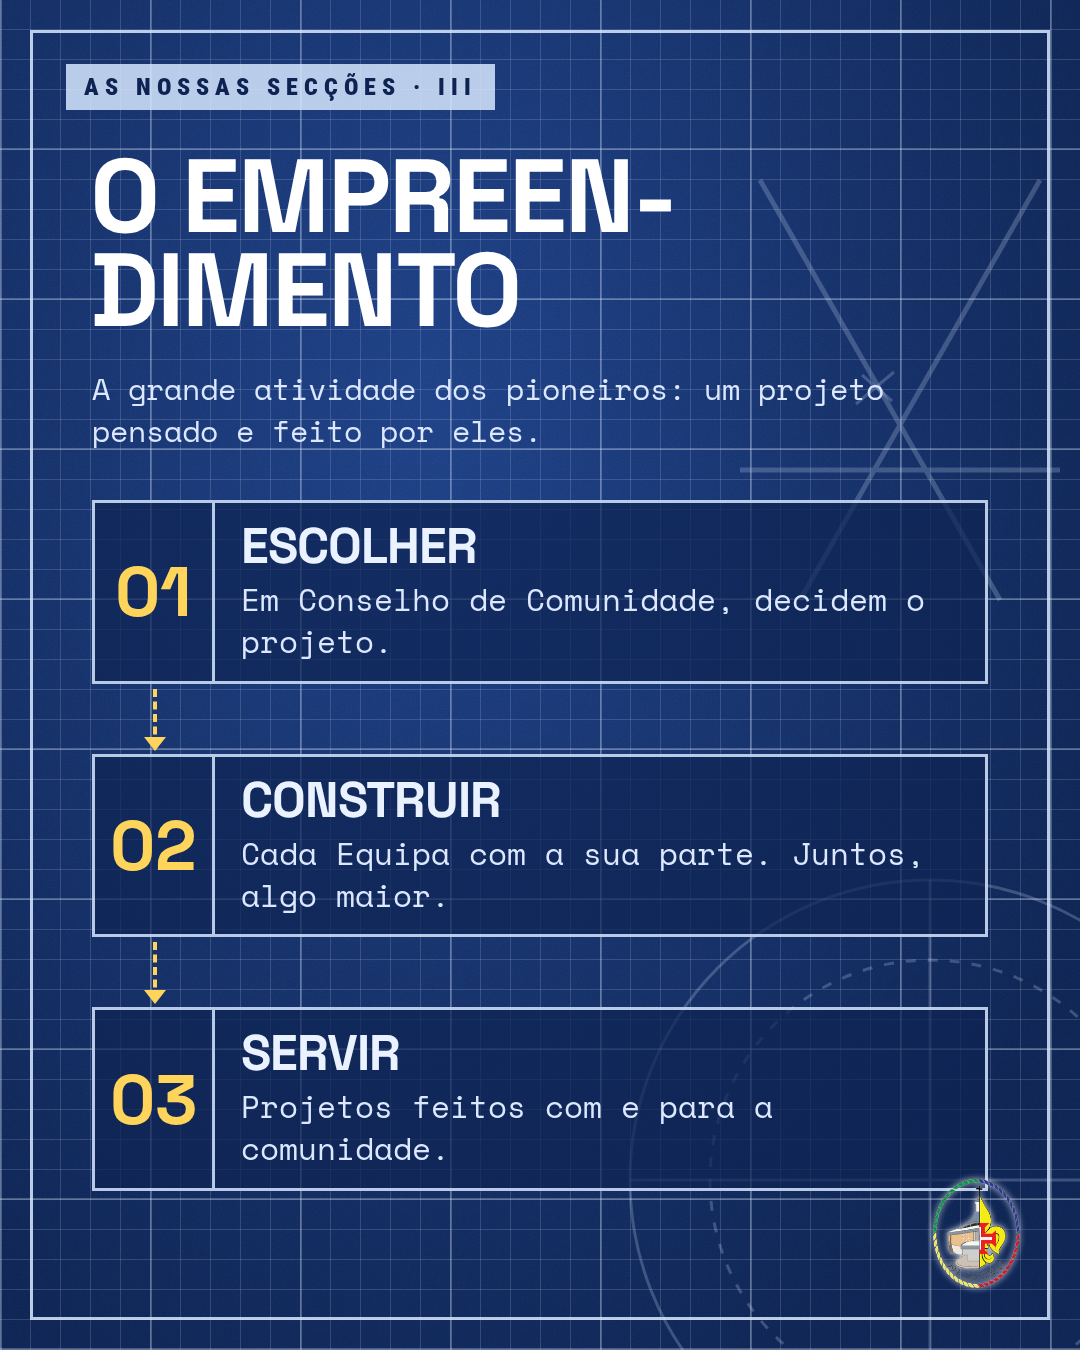 AS NOSSAS SECÇÕES · III
O EMPREEN-
DIMENTO
A grande atividade dos pioneiros: um projeto
pensado e feito por eles.
01
ESCOLHER
Em Conselho de Comunidade, decidem o
projeto.
02
CONSTRUIR
Cada Equipa com a sua parte. Juntos,
algo maior.
03
SERVIR
Projetos feitos com e para a
comunidade.